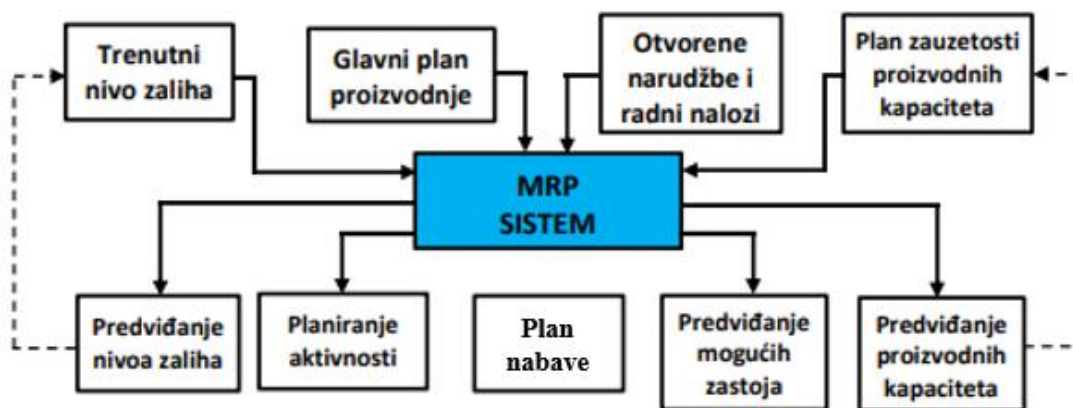 Trenutni
nivo zaliha
Glavni plan
proizvodnje
Otvorene
narudžbe i
radni nalozi
Plan zauzetosti
proizvodnih
kapaciteta
MRP
SISTEM
Predviđanje
nivoa zaliha
Planiranje
aktivnosti
Plan
nabave
Predviđanje
mogućih
zastoja
Predviđanje
proizvodnih
kapaciteta